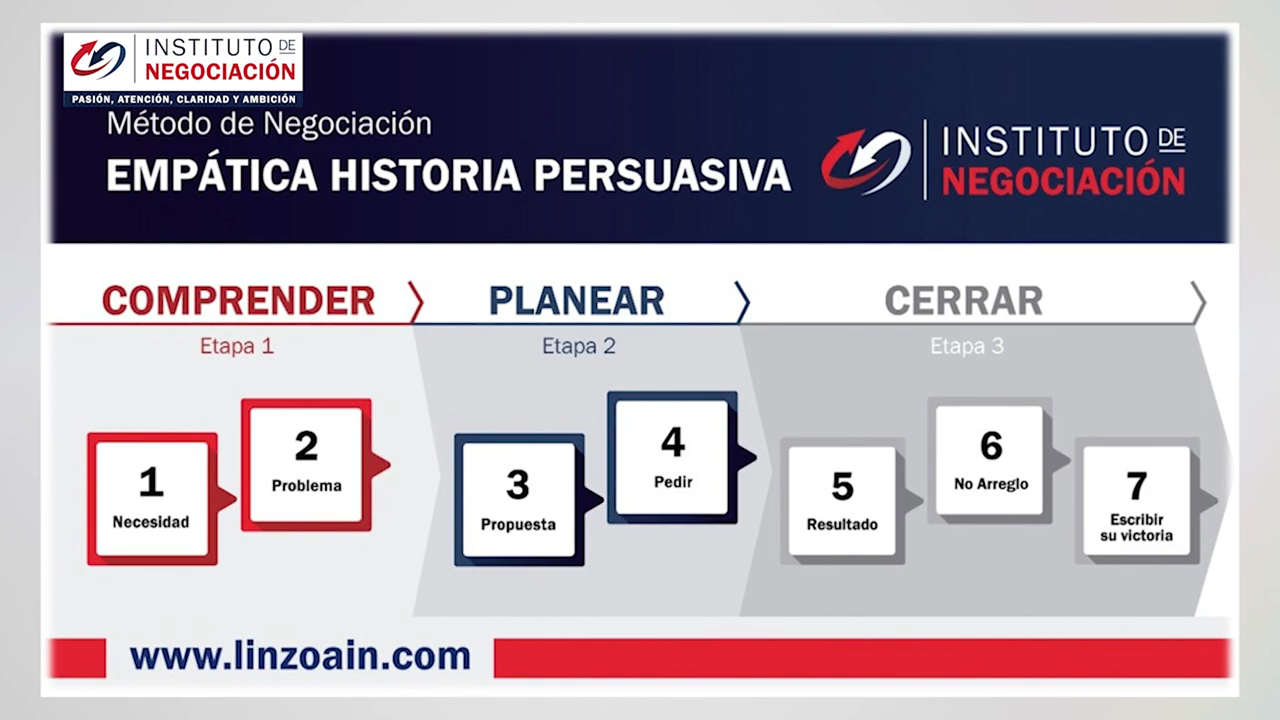 INSTITUTO DE
NEGOCIACIÓN
PASIÓN, ATENCIÓN, CLARIDAD Y AMBICIÓN
Método de Negociación
EMPÁTICA HISTORIA PERSUASIVA
INSTITUTO DE
NEGOCIACIÓN
COMPRENDER
Etapa 1
PLANEAR
Etapa 2
CERRAR
Etapa 3
1
Necesidad
2
Problema
3
Propuesta
4
Pedir
5
Resultado
6
No Arreglo
7
Escribir
su victoria
www.linzoain.com